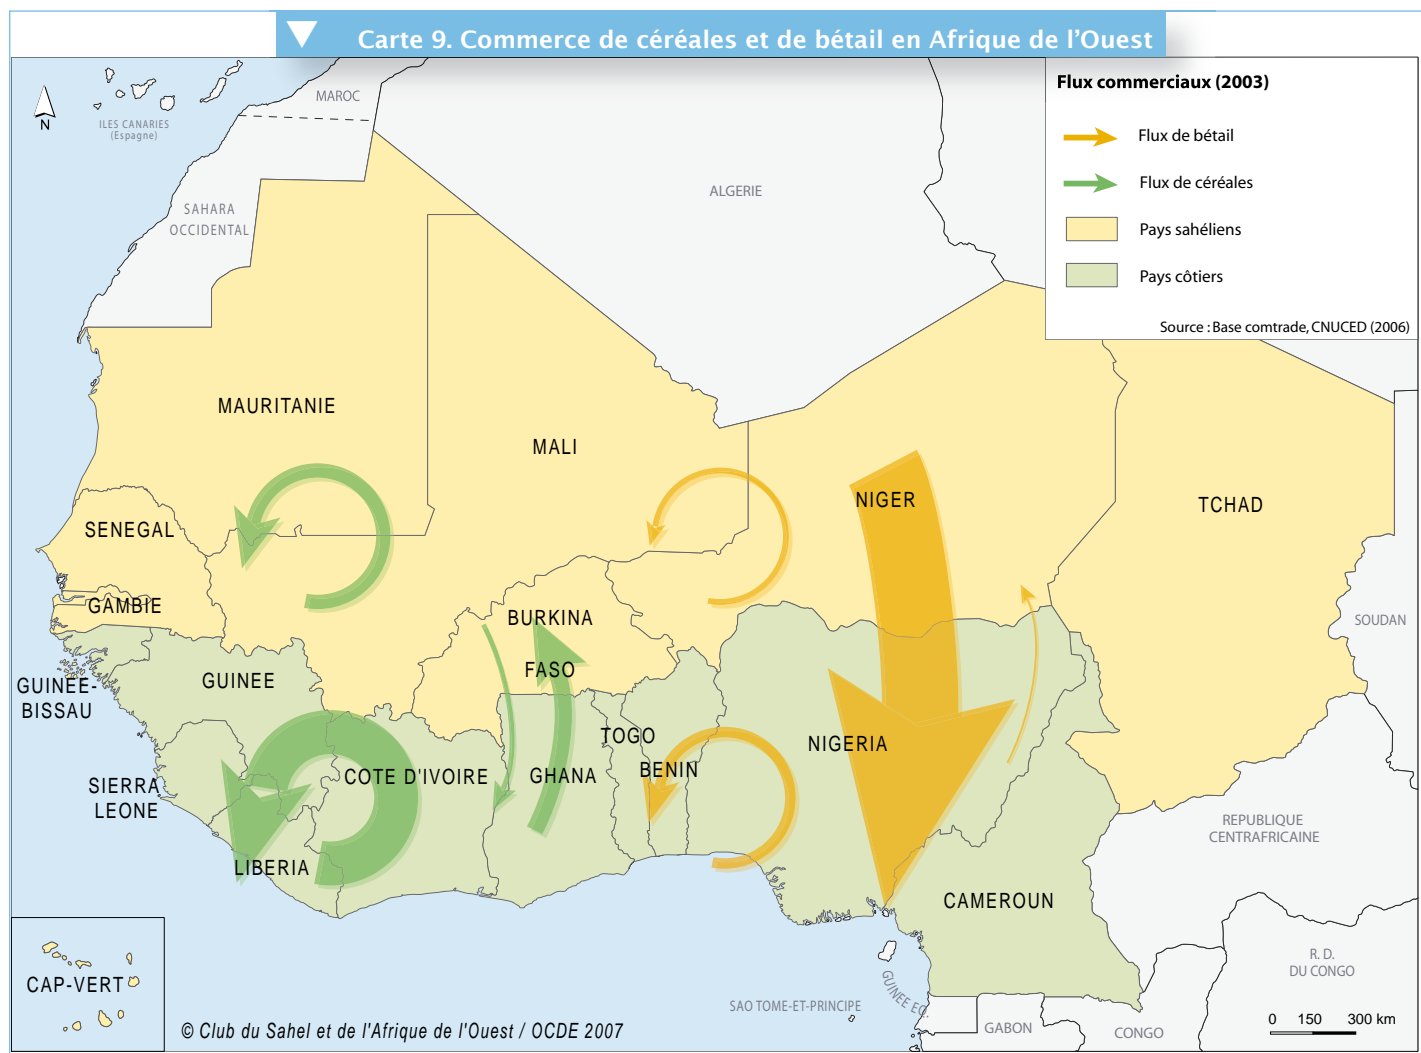 Carte 9. Commerce de céréales et de bétail en Afrique de l'Ouest
Flux commerciaux (2003)
Flux de bétail
Flux de céréales
Pays sahéliens
Pays côtiers
Source : Base comtrade, CNUCED (2006)
N
ILES CANARIES
(Espagne)
MAROC
ALGERIE
SAHARA
OCCIDENTAL
MAURITANIE
MALI
NIGER
TCHAD
SENEGAL
GAMBIE
BURKINA
FASO
SOUDAN
GUINEE
GUINÉE-
BISSAU
TOGO
NIGERIA
BENIN
COTE D'IVOIRE
GHANA
SIERRA
LEONE
REPUBLIQUE
CENTRAFRICAINE
LIBERIA
CAMEROUN
R. D.
DU CONGO
CAP-VERT
GUINEE EQ.
SAO TOME-ET-PRINCIPE
GABON
CONGO
0 150 300 km
© Club du Sahel et de l'Afrique de l'Ouest / OCDE 2007